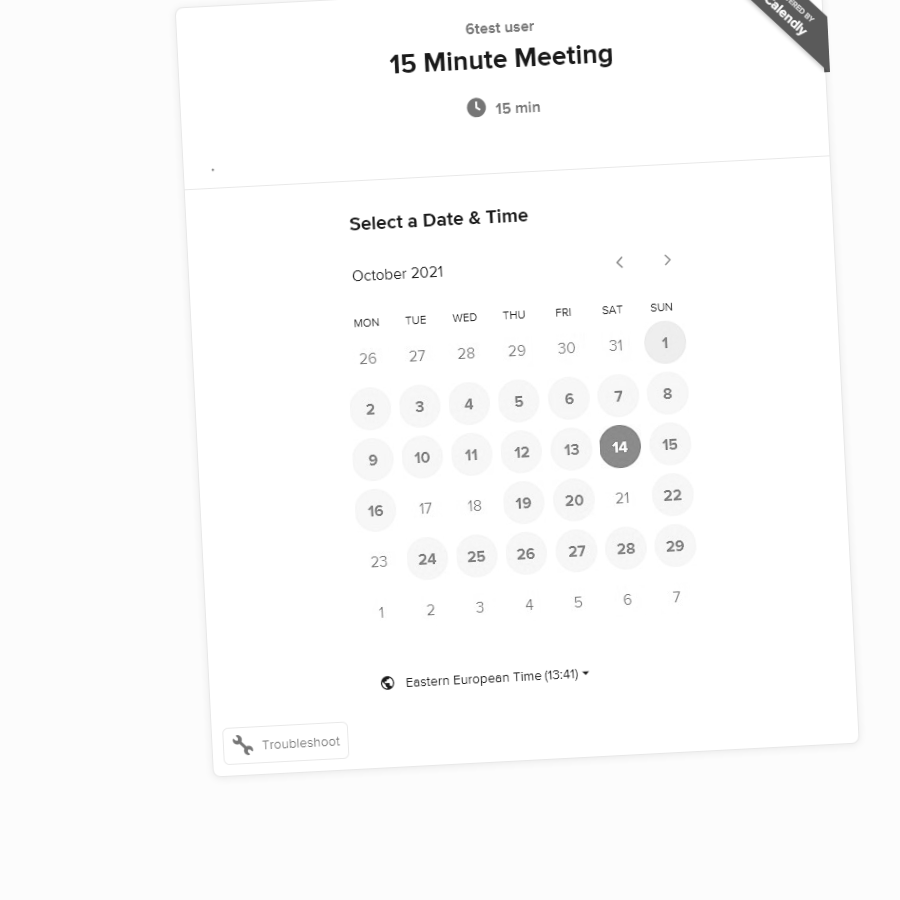 6test user
15 Minute Meeting
15 min
Calendly
Select a Date & Time
October 2021
MON TUE WED THU FRI SAT SUN
26 27 28 29 30 31 1
2 3 4 5 6 7 8
9 10 11 12 13 14 15
16 17 18 19 20 21 22
23 24 25 26 27 28 29
1 2 3 4 5 6 7
Eastern European Time (13:41)
Troubleshoot